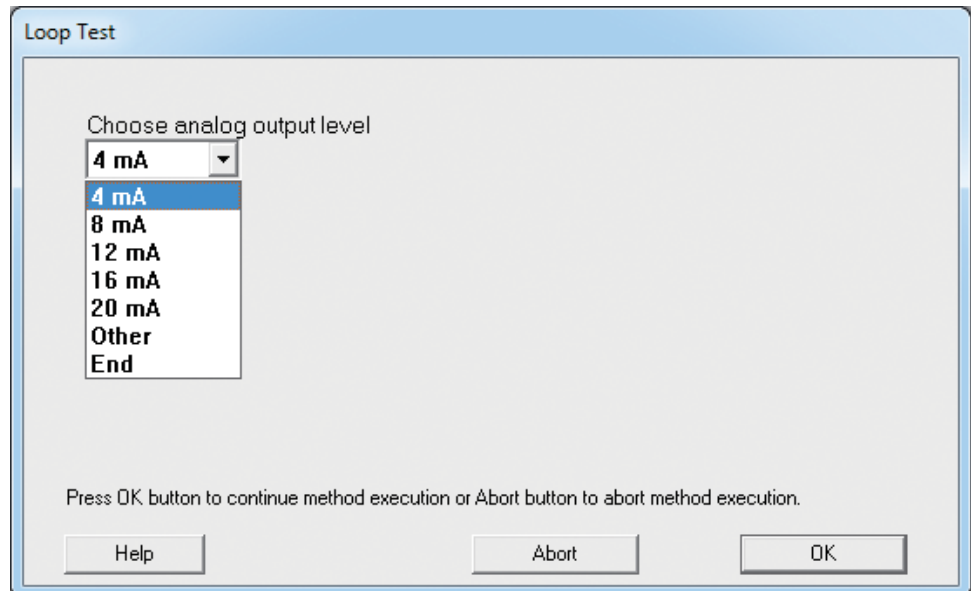 Loop Test
Choose analog output level
4 mA
4 mA
8 mA
12 mA
16 mA
20 mA
Other
End
Press OK button to continue method execution or Abort button to abort method execution.
Help
Abort
OK